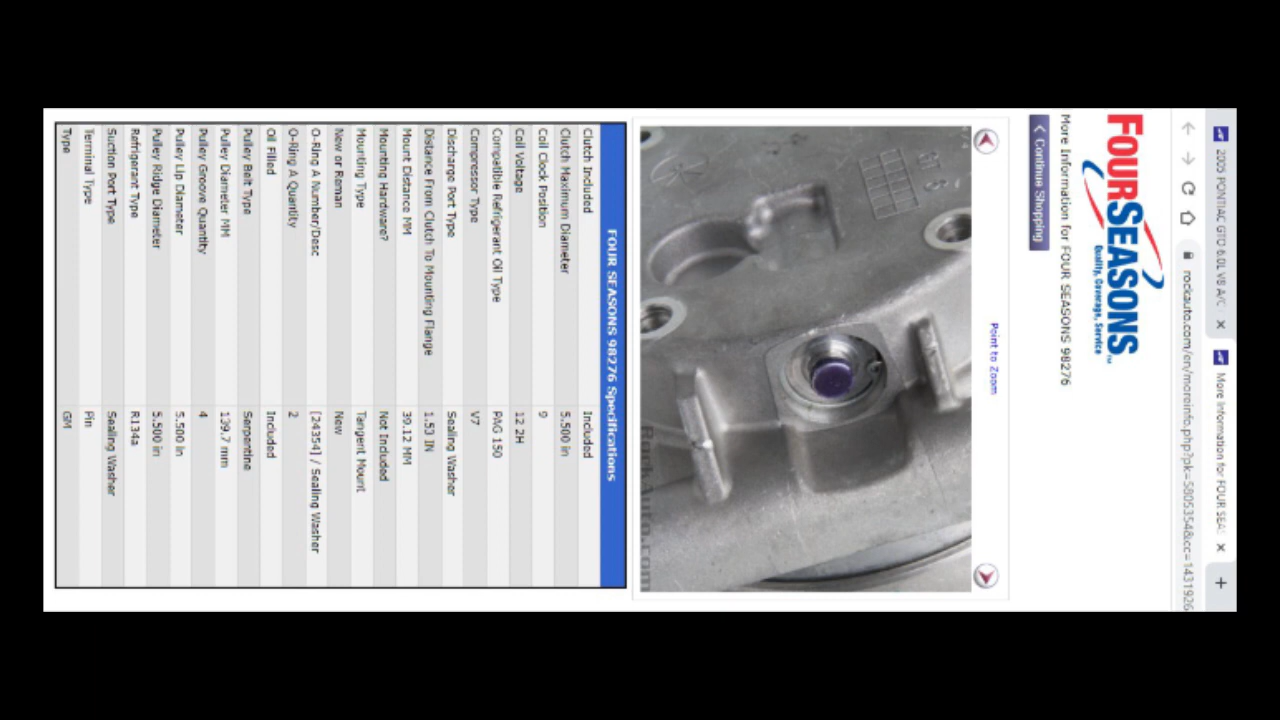 2005 PONTIAC GTO 6.0L V8 A/C
More Information for FOUR SEA
rockauto.com/en/moreinfo.php?pk=5805354&cc=1431926
FOUR SEASONS
Quality, Coverage, Service
More Information for FOUR SEASONS 98276
< Continue Shopping
Point to Zoom
RockAuto.com
FOUR SEASONS 98276 Specifications
Clutch Included Included
Clutch Maximum Diameter 5.500 in
Coil Clock Position 9
Coil Voltage 12.2H
Compatible Refrigerant Oil Type PAG 150
Compressor Type V7
Discharge Port Type Sealing Washer
Distance From Clutch To Mounting Flange 1.53 IN
Mount Distance MM 39.12 MM
Mounting Hardware? Not Included
Mounting Type Tangent Mount
New or Reman New
O-Ring A Number/Desc [24354] / Sealing Washer
O-Ring A Quantity 2
Oil Filled Included
Pulley Belt Type Serpentine
Pulley Diameter MM 139.7 mm
Pulley Groove Quantity 4
Pulley Lip Diameter 5.500 in
Pulley Ridge Diameter 5.500 in
Refrigerant Type R134a
Suction Port Type Sealing Washer
Terminal Type Pin
Type GM